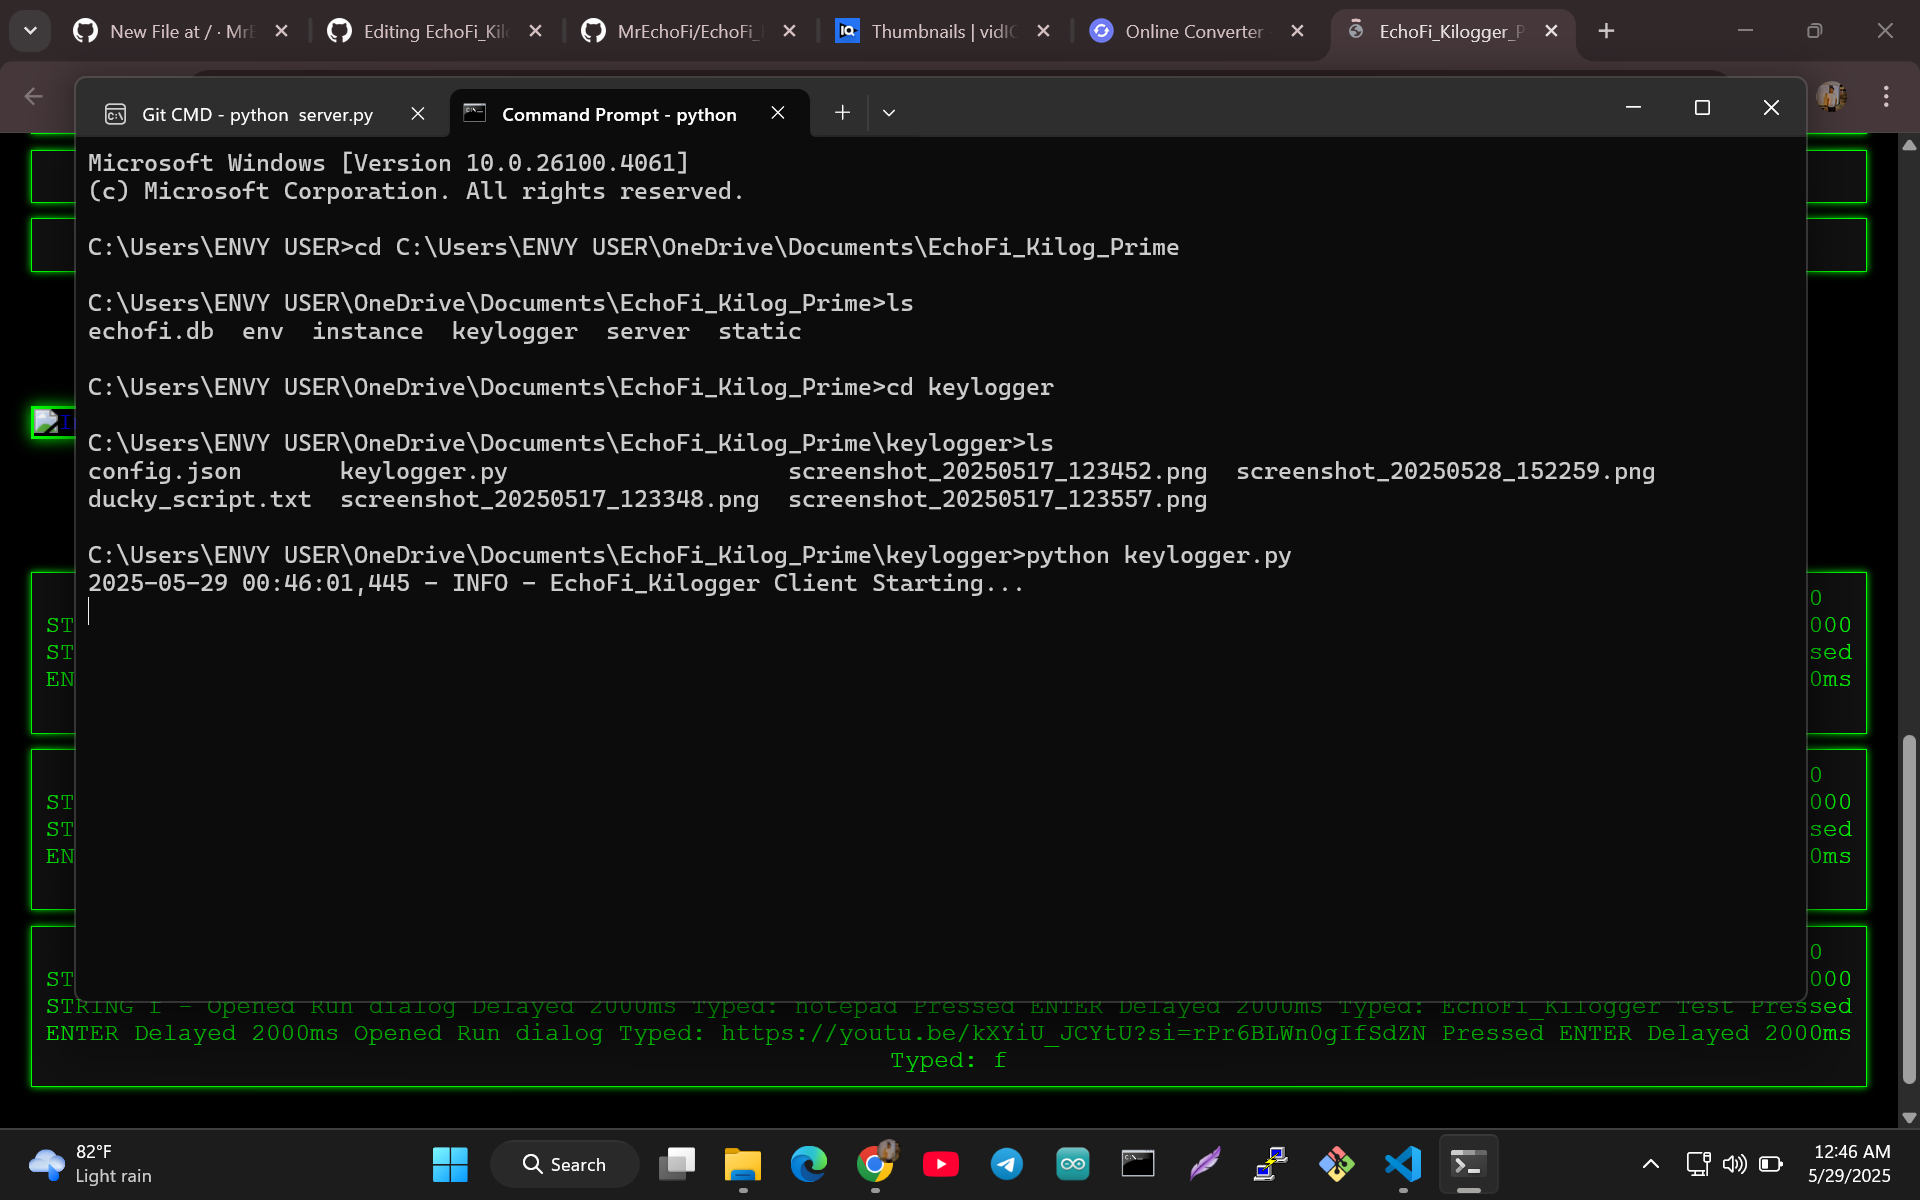 New File at / · MrE
Editing EchoFi_Kilo
MrEchoFi/EchoFi_
Thumbnails | vidIQ
Online Converter
EchoFi_Kilogger_P
Git CMD - python  server.py
Command Prompt - python
Microsoft Windows [Version 10.0.26100.4061]
(c) Microsoft Corporation. All rights reserved.
C:\Users\ENVY USER>cd C:\Users\ENVY USER\OneDrive\Documents\EchoFi_Kilog_Prime
C:\Users\ENVY USER\OneDrive\Documents\EchoFi_Kilog_Prime>ls
echofi.db  env  instance  keylogger  server  static
C:\Users\ENVY USER\OneDrive\Documents\EchoFi_Kilog_Prime>cd keylogger
C:\Users\ENVY USER\OneDrive\Documents\EchoFi_Kilog_Prime\keylogger>ls
config.json       keylogger.py                    screenshot_20250517_123452.png  screenshot_20250528_152259.png
ducky_script.txt  screenshot_20250517_123348.png  screenshot_20250517_123557.png
C:\Users\ENVY USER\OneDrive\Documents\EchoFi_Kilog_Prime\keylogger>python keylogger.py
2025-05-29 00:46:01,445 - INFO - EchoFi_Kilogger Client Starting...
0
ST 000
ST sed
EN 0ms
0
ST 000
ST sed
EN 0ms
0
ST 000
STRING f - Opened Run dialog Delayed 2000ms Typed: notepad Pressed ENTER Delayed 2000ms Typed: EchoFi_Kilogger Test Pressed
ENTER Delayed 2000ms Opened Run dialog Typed: https://youtu.be/kXYiU_JCYtU?si=rPr6BLWn0gIfSdZN Pressed ENTER Delayed 2000ms
Typed: f
82°F
Light rain
Search
12:46 AM
5/29/2025